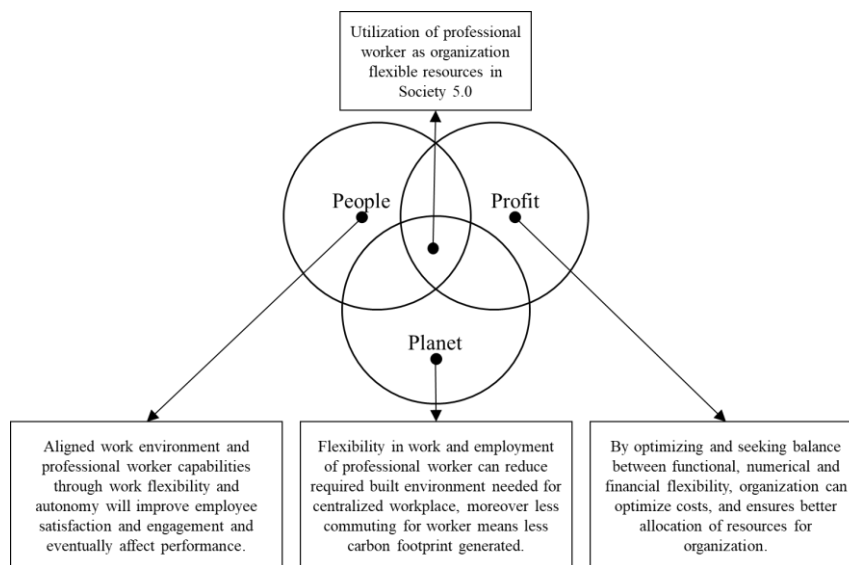 Utilization of professional
worker as organization
flexible resources in
Society 5.0
People
Profit
Planet
Aligned work environment and
professional worker capabilities
through work flexibility and
autonomy will improve employee
satisfaction and engagement and
eventually affect performance.
Flexibility in work and employment
of professional worker can reduce
required built environment needed for
centralized workplace, moreover less
commuting for worker means less
carbon footprint generated.
By optimizing and seeking balance
between functional, numerical and
financial flexibility, organization can
optimize costs, and ensures better
allocation of resources for
organization.